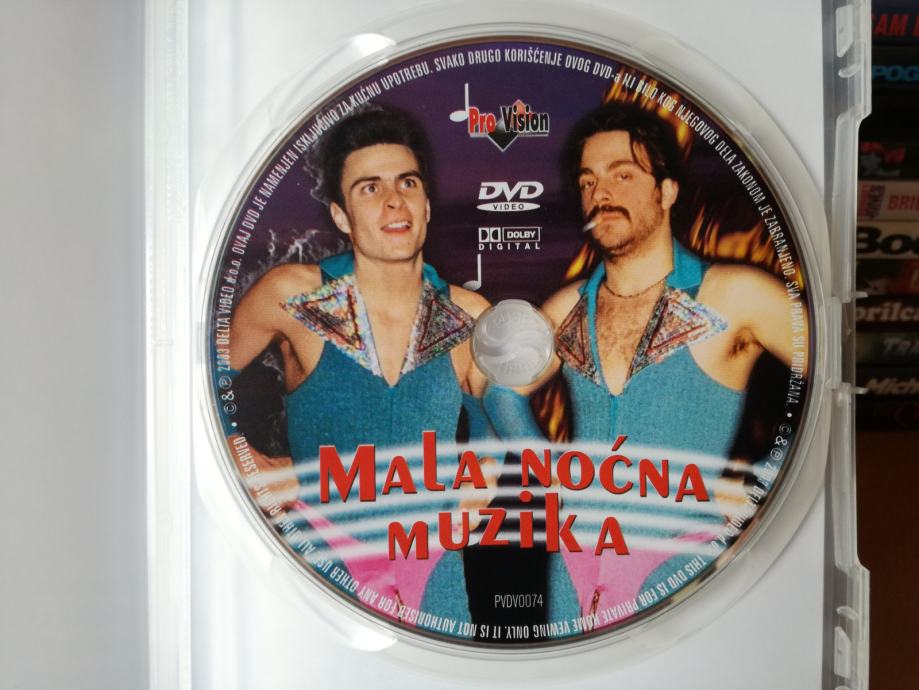 Pro Vision
DVD
VIDEO
DOLBY
DIGITAL
MALA NOĆNA
MUZIKA
PVDV0074
© & ℗ 2003 DELTA VIDEO d.o.o. OVAJ DVD JE NAMENJEN ISKLJUČIVO ZA KUĆNU UPOTREBU. SVAKO DRUGO KORIŠĆENJE OVOG DVD-a ILI BILO KOG NJEGOVOG DELA ZAKONOM JE ZABRANJENO. SVA PRAVA SU PRIDRŽANA •
THIS DVD IS FOR PRIVATE HOME VEWING ONLY. IT IS NOT AUTHORISED FOR ANY OTHER USE. ALL OTHER RIGHTS RESERVED. •